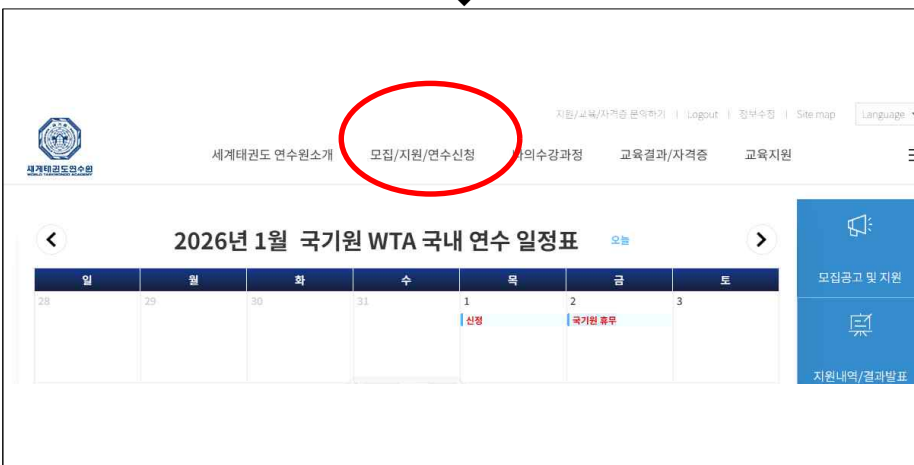 지원/교육/자격증 문의하기 | Logout | 정보수정 | Site map Language
세계태권도연수원
WORLD TAEKWONDO ACADEMY
세계태권도 연수원소개 모집/지원/연수신청 나의수강과정 교육결과/자격증 교육지원
2026년 1월 국기원 WTA 국내 연수 일정표 오늘
모집공고 및 지원
일 월 화 수 목 금 토
28 29 30 31 1 2 3
신정 국기원 휴무
지원내역/결과발표